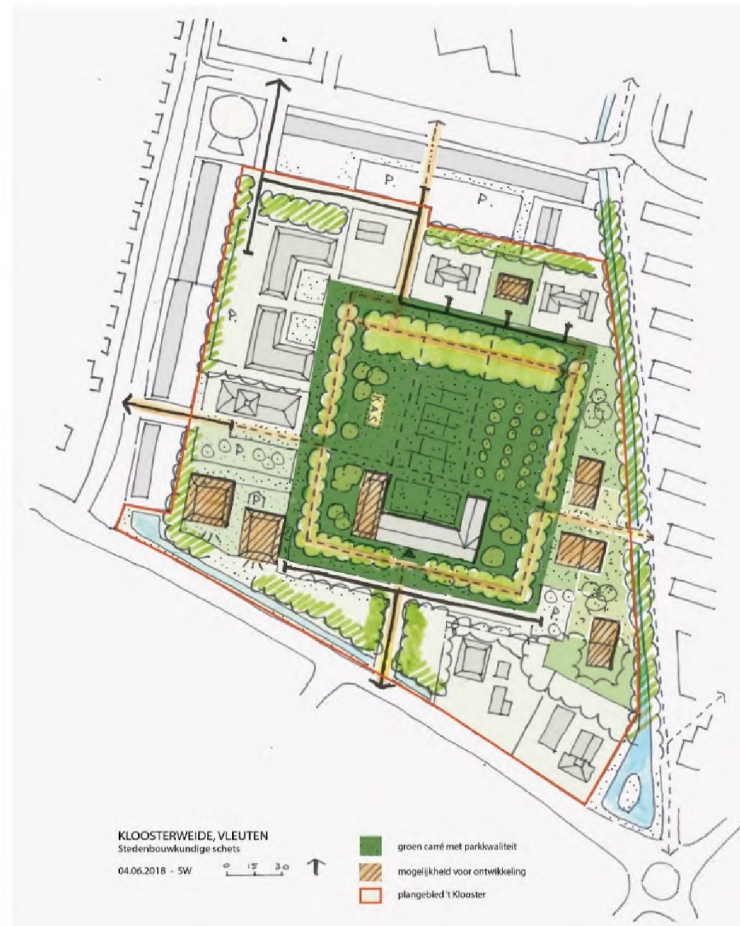 P.
P.
P.
KAS
P
P!
P.
KLOOSTERWEIDE, VLEUTEN
Stedenbouwkundige schets
04.06.2018 - SW
0 15 30
groen carré met parkkwaliteit
mogelijkheid voor ontwikkeling
plangebied 't Klooster